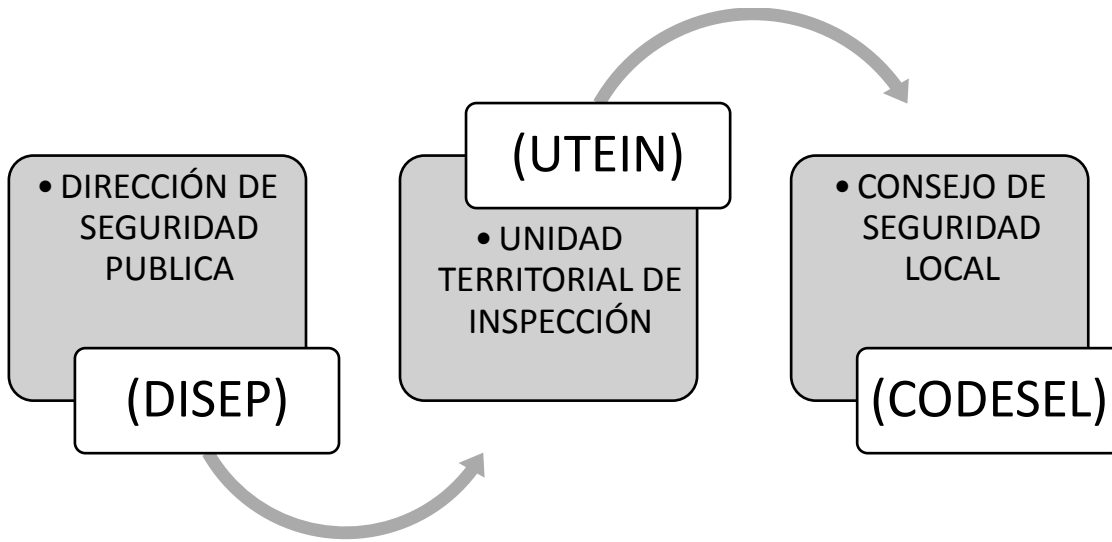 • DIRECCIÓN DE
SEGURIDAD
PUBLICA
(DISEP)
(UTEIN)
• UNIDAD
TERRITORIAL DE
INSPECCIÓN
• CONSEJO DE
SEGURIDAD
LOCAL
(CODESEL)